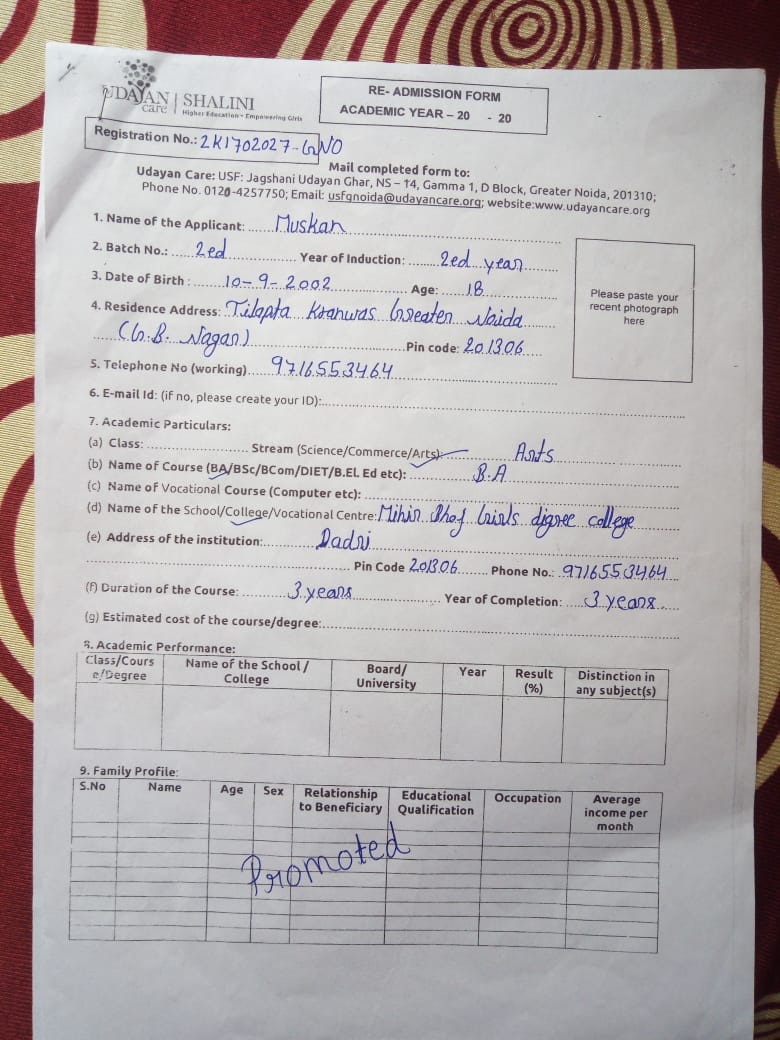 UDAYAN care | SHALINI
Higher Education • Empowering Girls
RE- ADMISSION FORM
ACADEMIC YEAR – 20 - 20
Registration No.: 2K1702027-GNO
Mail completed form to:
Udayan Care: USF: Jagshani Udayan Ghar, NS – 14, Gamma 1, D Block, Greater Noida, 201310;
Phone No. 0120-4257750; Email: usfgnoida@udayancare.org; website:www.udayancare.org
1. Name of the Applicant: Muskan
2. Batch No.: 2ed Year of Induction: 2ed year
3. Date of Birth : 10-9-2002 Age: 18
Please paste your
recent photograph
here
4. Residence Address: Tilapta Kranwas Greater Noida
(G.B. Nagar) Pin code: 201306
5. Telephone No (working) 9716553464
6. E-mail Id: (if no, please create your ID):
7. Academic Particulars:
(a) Class: Stream (Science/Commerce/Arts): Arts
(b) Name of Course (BA/BSc/BCom/DIET/B.El. Ed etc): B.A
(c) Name of Vocational Course (Computer etc):
(d) Name of the School/College/Vocational Centre: Mihir Bhoj Girls digree college
(e) Address of the institution: Dadri
Pin Code 201306 Phone No.: 9716553464
(f) Duration of the Course: 3 years Year of Completion: 3 years
(g) Estimated cost of the course/degree:
8. Academic Performance:
Class/Cours e/Degree Name of the School / College Board/ University Year Result (%) Distinction in any subject(s)
9. Family Profile:
S.No Name Age Sex Relationship to Beneficiary Educational Qualification Occupation Average income per month
Promoted